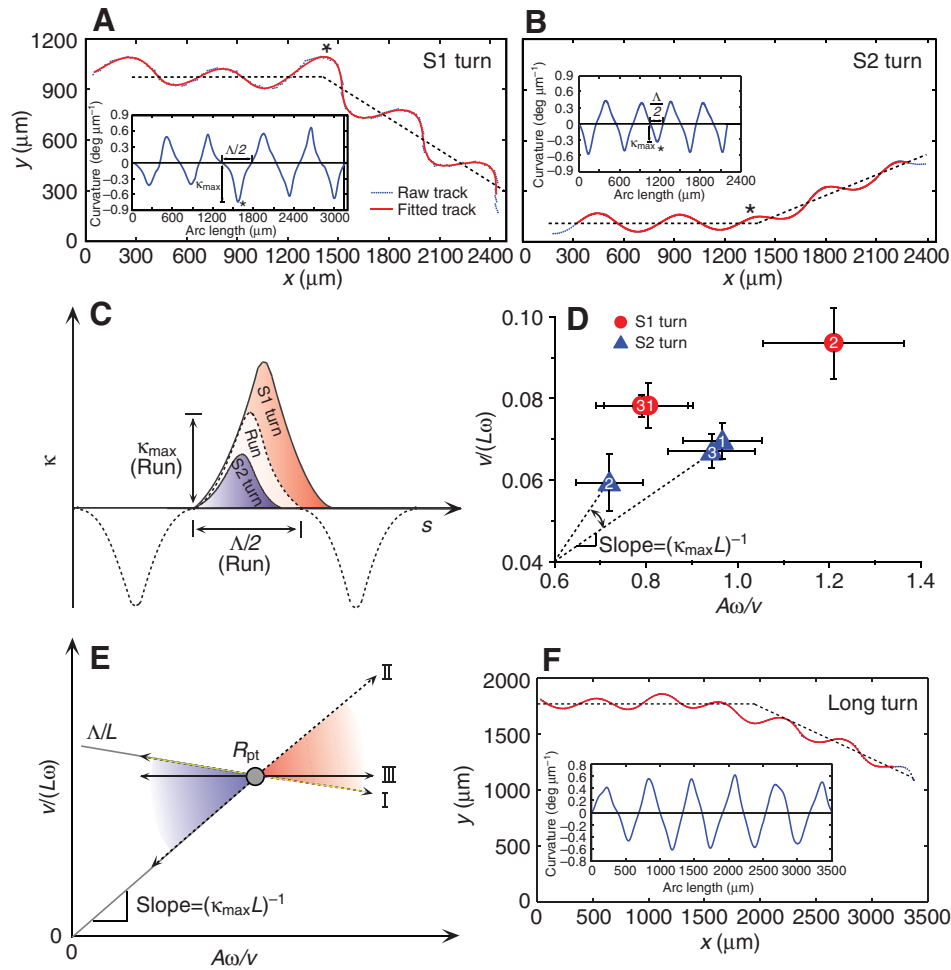 A
S1 turn
*
1200
900
600
300
0
y (μm)
0 300 600 900 1200 1500 1800 2100 2400
x (μm)
Curvature (deg μm⁻¹)
0.9
0.6
0.3
0
−0.3
−0.6
−0.9
0 600 1200 1800 2400 3000
Arc length (μm)
Λ/2
κmax
*
Raw track
Fitted track
B
S2 turn
*
0 300 600 900 1200 1500 1800 2100 2400
x (μm)
Curvature (deg μm⁻¹)
0.9
0.6
0.3
0
−0.3
−0.6
−0.9
0 300 600 900 1200 1500 1800 2100 2400
Arc length (μm)
Λ
2
κmax
*
C
κ
κmax
(Run)
S1 turn
Run
S2 turn
s
Λ/2
(Run)
D
S1 turn
S2 turn
0.10
0.08
0.06
0.04
v/(Lω)
2
31
1
3
2
Slope=(κmaxL)⁻¹
0.6 0.8 1.0 1.2 1.4
Aω/v
E
v/(Lω)
Λ/L
Rpt
II
III
I
Slope=(κmaxL)⁻¹
0
Aω/v
F
Long turn
2000
1500
1000
500
0
y (μm)
0 500 1000 1500 2000 2500 3000 3500
x (μm)
Curvature (deg μm⁻¹)
0.8
0.6
0.4
0.2
0
−0.2
−0.4
−0.6
−0.8
0 500 1000 1500 2000 2500 3000 3500
Arc length (μm)